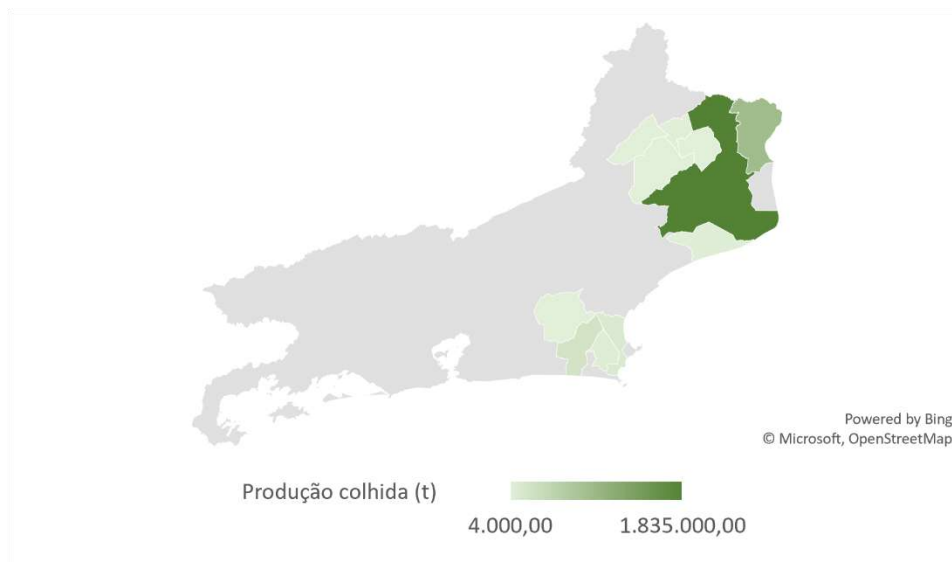 Powered by Bing
© Microsoft, OpenStreetMap
Produção colhida (t)
4.000,00 1.835.000,00